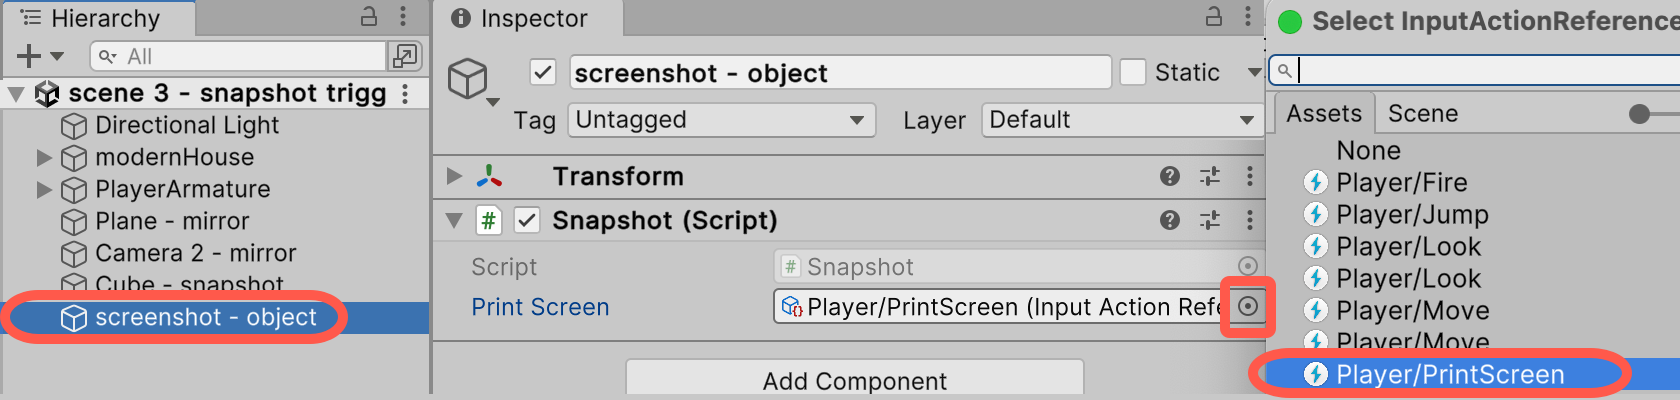 Hierarchy
All
scene 3 - snapshot trigg
Directional Light
modernHouse
PlayerArmature
Plane - mirror
Camera 2 - mirror
Cube - snapshot
screenshot - object
Inspector
screenshot - object
Static
Tag
Untagged
Layer
Default
Transform
# Snapshot (Script)
Script
# Snapshot
Print Screen
Player/PrintScreen (Input Action Refe
Add Component
Select InputActionReference
Assets
Scene
None
Player/Fire
Player/Jump
Player/Look
Player/Look
Player/Move
Player/Move
Player/PrintScreen